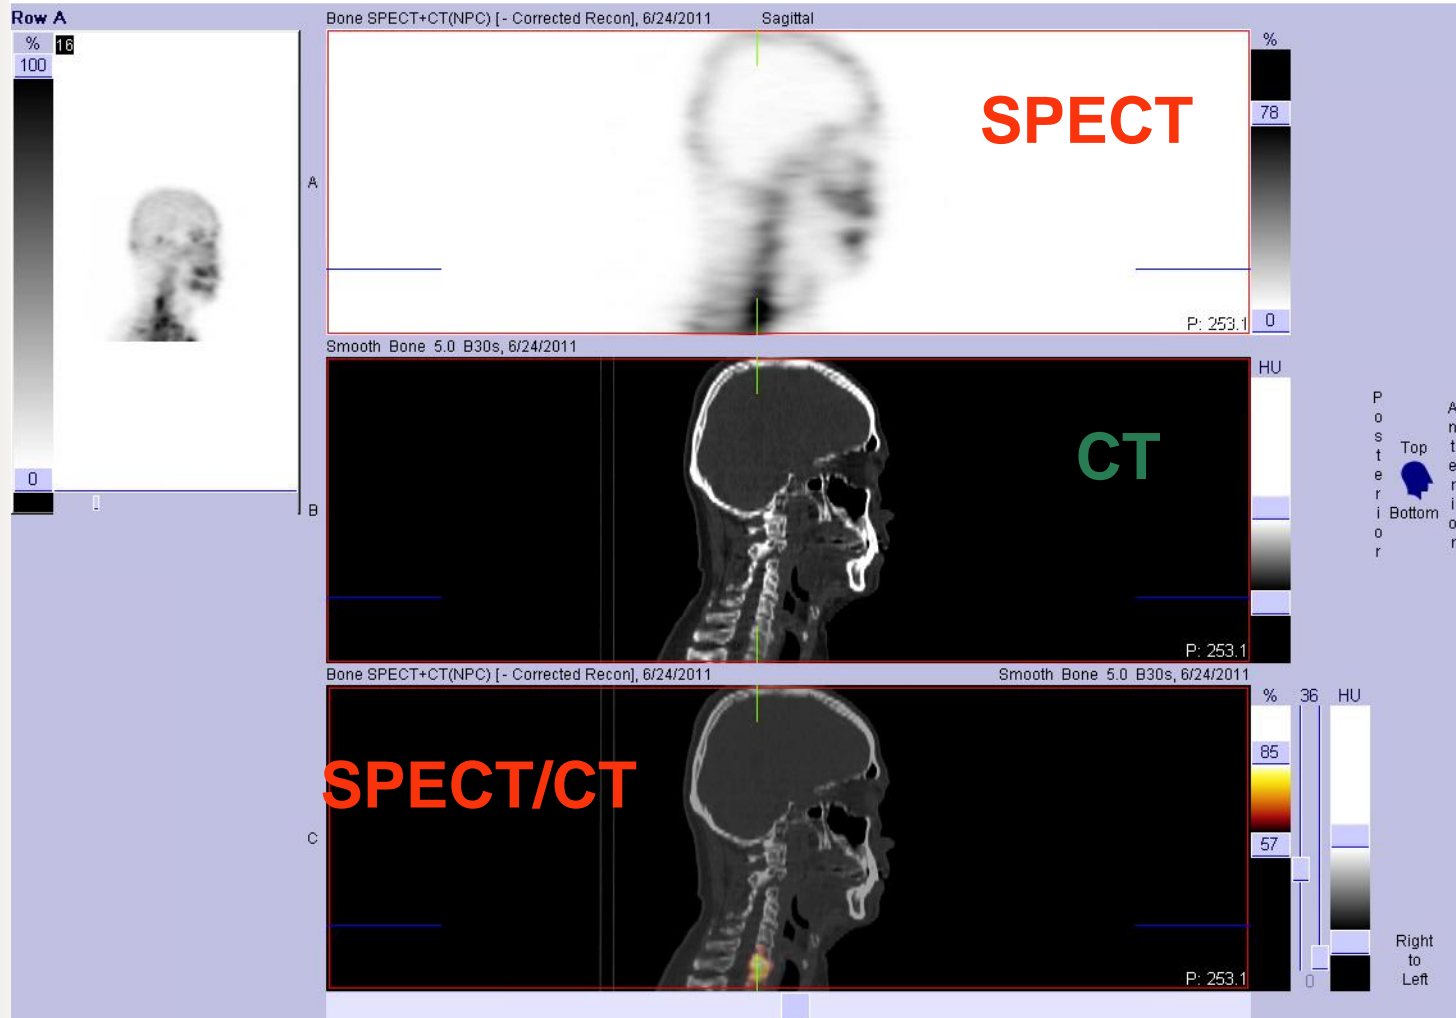 Row A
% 16
100
0
Bone SPECT+CT(NPC) [ - Corrected Recon], 6/24/2011 Sagittal
A
SPECT
P: 253.1
%
78
0
Smooth Bone 5.0 B30s, 6/24/2011
B
CT
P: 253.1
HU
Posterior
Top
Bottom
Anterior
Bone SPECT+CT(NPC) [ - Corrected Recon], 6/24/2011 Smooth Bone 5.0 B30s, 6/24/2011
C
SPECT/CT
P: 253.1
% 36 HU
85
57
0
Right
to
Left